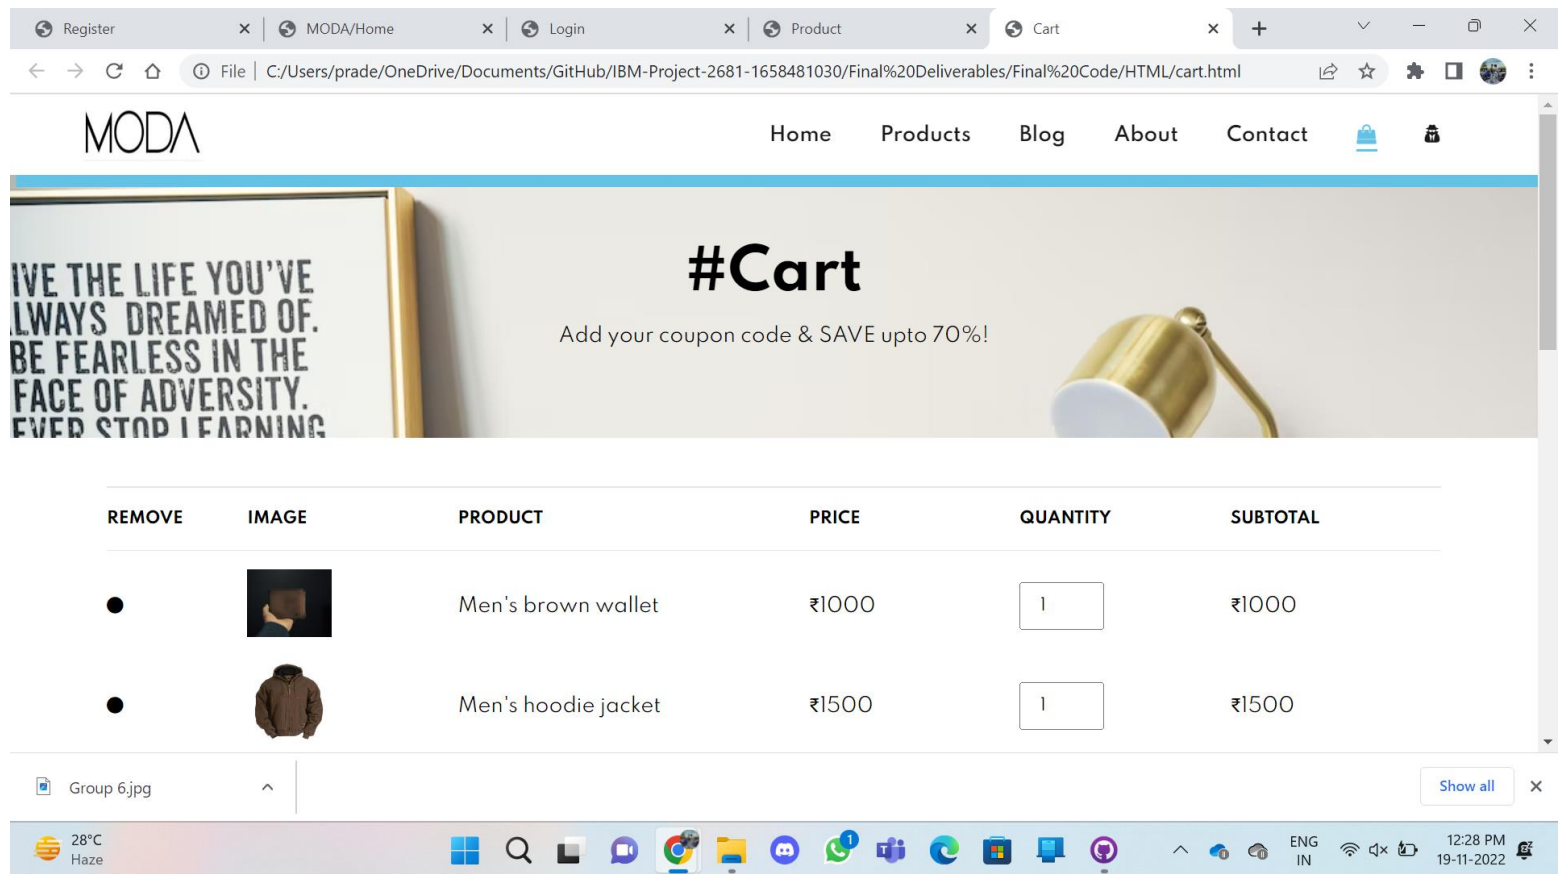 Register
MODA/Home
Login
Product
Cart
File
C:/Users/prade/OneDrive/Documents/GitHub/IBM-Project-2681-1658481030/Final%20Deliverables/Final%20Code/HTML/cart.html
MODA
Home
Products
Blog
About
Contact
IVE THE LIFE YOU'VE
LWAYS DREAMED OF.
BE FEARLESS IN THE
FACE OF ADVERSITY.
EVER STOP LEARNING
#Cart
Add your coupon code & SAVE upto 70%!
REMOVE IMAGE PRODUCT PRICE QUANTITY SUBTOTAL
Men's brown wallet ₹1000 1 ₹1000
Men's hoodie jacket ₹1500 1 ₹1500
Group 6.jpg
Show all
28°C
Haze
1
ENG
IN
12:28 PM
19-11-2022